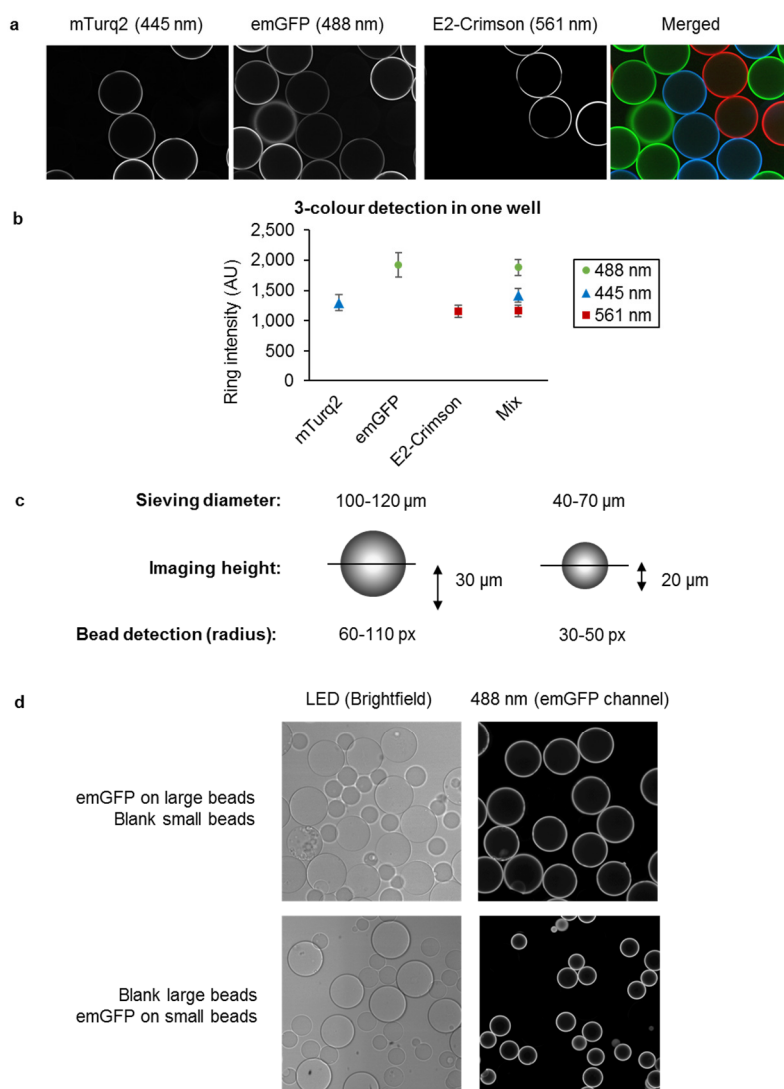 a
mTurq2 (445 nm) emGFP (488 nm) E2-Crimson (561 nm) Merged
b
3-colour detection in one well
Ring intensity (AU)
2,500
2,000
1,500
1,000
500
0
mTurq2
emGFP
E2-Crimson
Mix
488 nm
445 nm
561 nm
c
Sieving diameter: 100-120 µm 40-70 µm
Imaging height: 30 µm 20 µm
Bead detection (radius): 60-110 px 30-50 px
d
LED (Brightfield) 488 nm (emGFP channel)
emGFP on large beads
Blank small beads
Blank large beads
emGFP on small beads